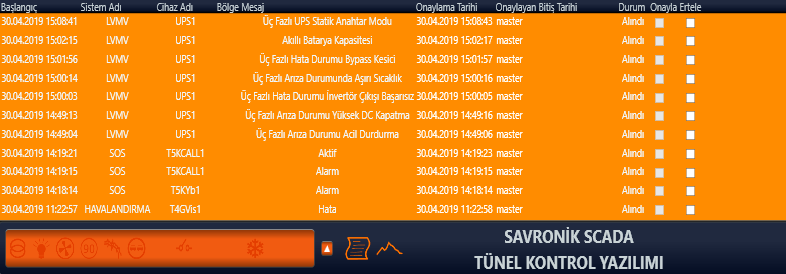 Başlangıç Sistem Adı Cihaz Adı Bölge Mesaj Onaylama Tarihi Onaylayan Bitiş Tarihi Durum Onayla Ertele
30.04.2019 15:08:41 LVMV UPS1 Üç Fazlı UPS Statik Anahtar Modu 30.04.2019 15:08:43 master Alındı
30.04.2019 15:02:15 LVMV UPS1 Akıllı Batarya Kapasitesi 30.04.2019 15:02:17 master Alındı
30.04.2019 15:01:56 LVMV UPS1 Üç Fazlı Hata Durumu Bypass Kesici 30.04.2019 15:01:57 master Alındı
30.04.2019 15:00:14 LVMV UPS1 Üç Fazlı Arıza Durumunda Aşırı Sıcaklık 30.04.2019 15:00:16 master Alındı
30.04.2019 15:00:03 LVMV UPS1 Üç Fazlı Hata Durumu İnvertör Çıkışı Başarısız 30.04.2019 15:00:05 master Alındı
30.04.2019 14:49:13 LVMV UPS1 Üç Fazlı Arıza Durumu Yüksek DC Kapatma 30.04.2019 14:49:16 master Alındı
30.04.2019 14:49:04 LVMV UPS1 Üç Fazlı Arıza Durumu Acil Durdurma 30.04.2019 14:49:06 master Alındı
30.04.2019 14:19:21 SOS T5KCALL1 Aktif 30.04.2019 14:19:23 master Alındı
30.04.2019 14:19:15 SOS T5KCALL1 Alarm 30.04.2019 14:19:15 master Alındı
30.04.2019 14:18:14 SOS T5KYb1 Alarm 30.04.2019 14:18:14 master Alındı
30.04.2019 11:22:57 HAVALANDIRMA T4GVis1 Hata 30.04.2019 11:22:58 master Alındı
90
SAVRONİK SCADA
TÜNEL KONTROL YAZILIMI